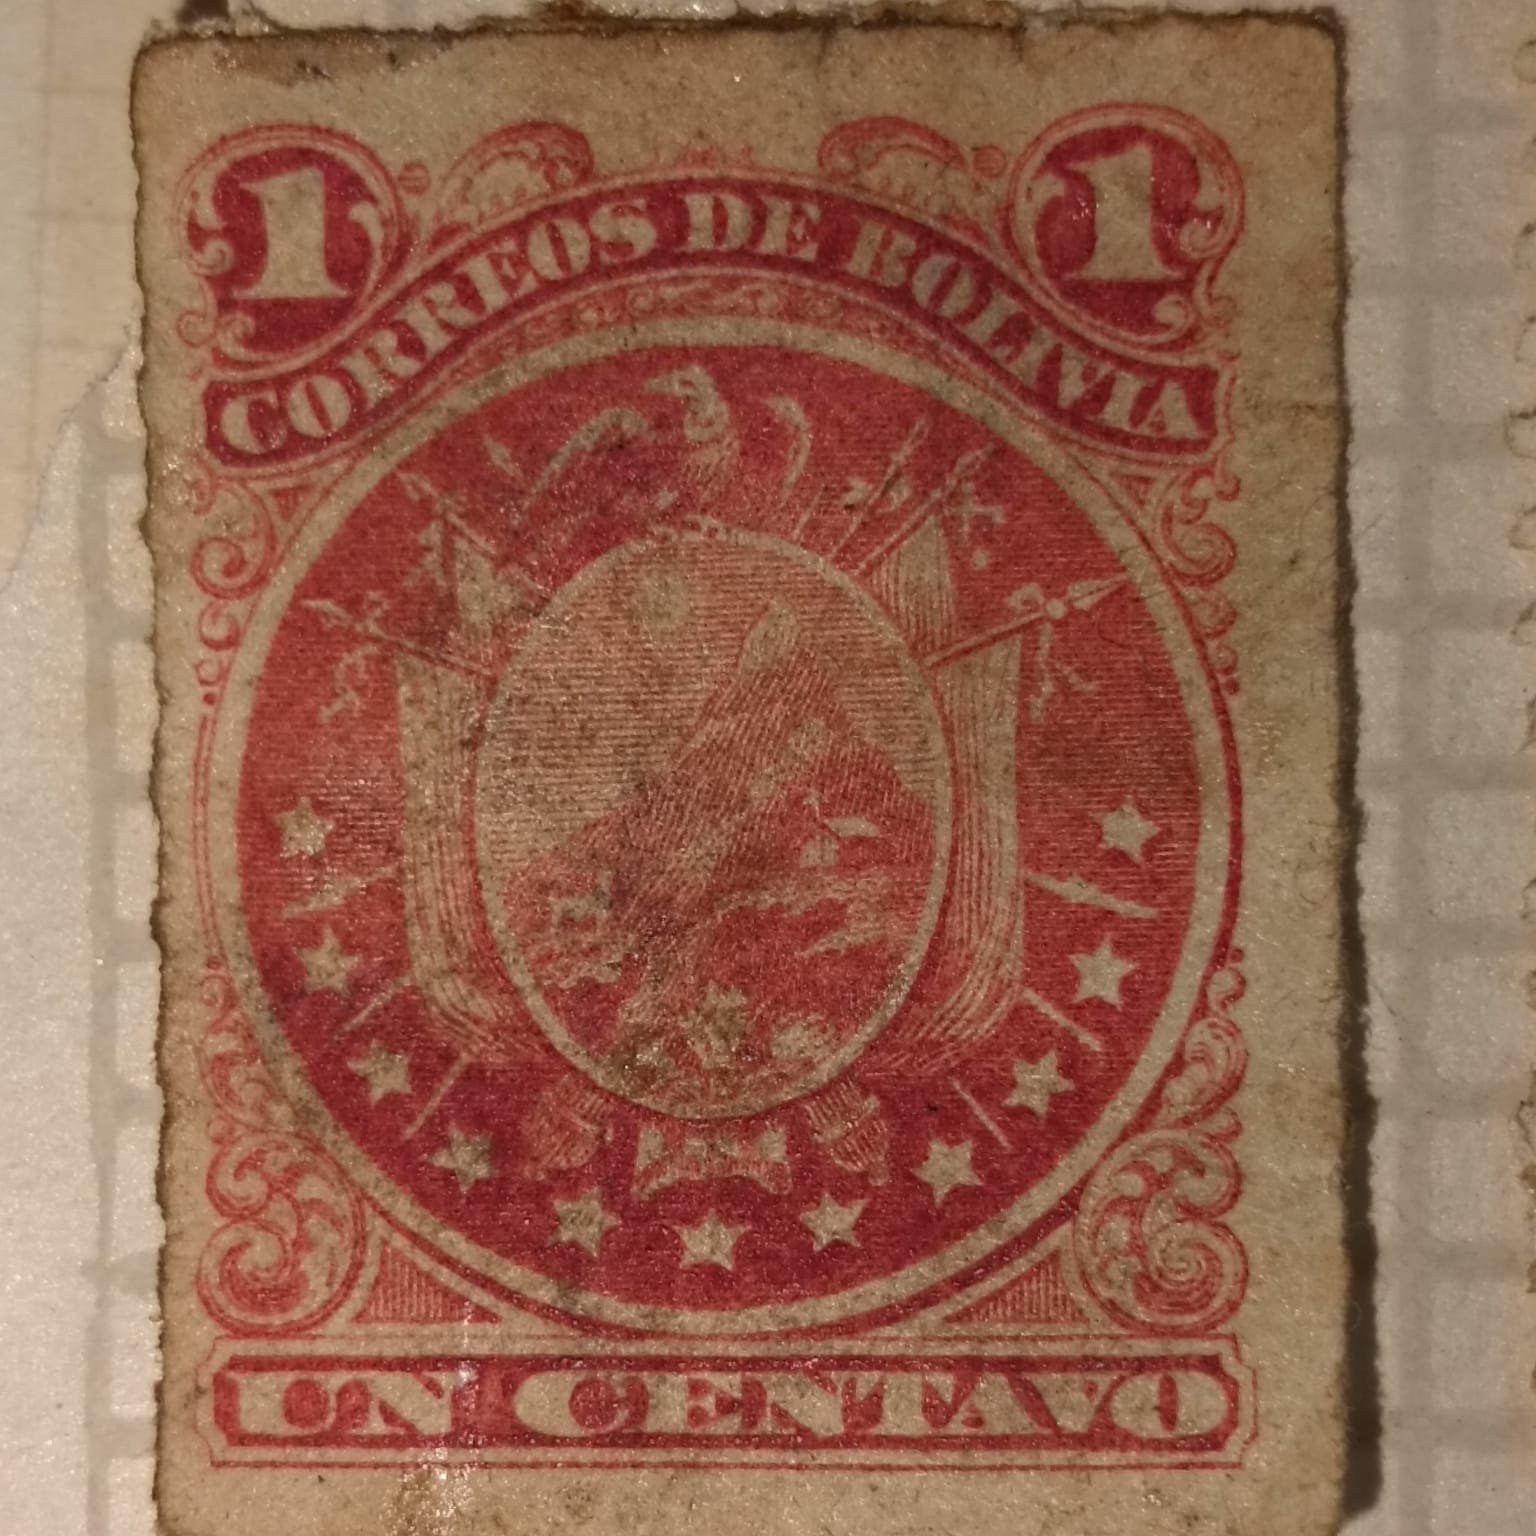 1 1
CORREOS DE BOLIVIA
UN CENTAVO